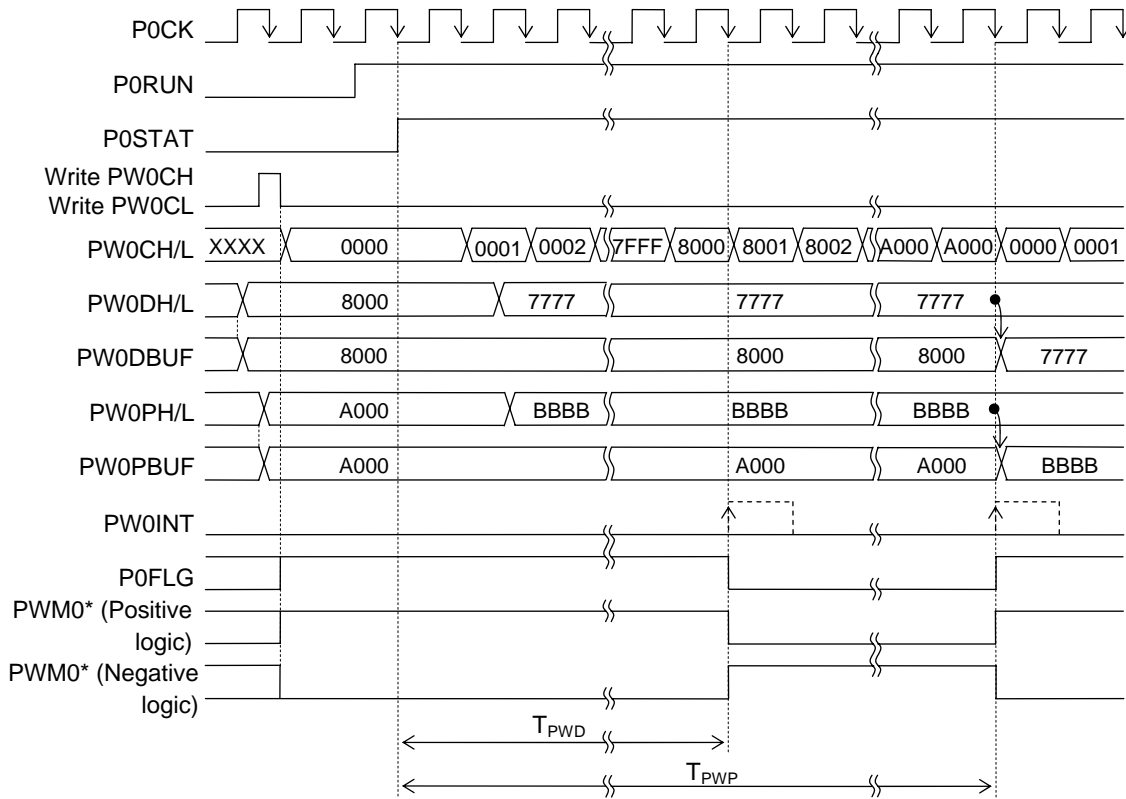 P0CK
P0RUN
P0STAT
Write PW0CH
Write PW0CL
PW0CH/L XXXX 0000 0001 0002 7FFF 8000 8001 8002 A000 A000 0000 0001
PW0DH/L 8000 7777 7777 7777
PW0DBUF 8000 8000 8000 7777
PW0PH/L A000 BBBB BBBB BBBB
PW0PBUF A000 A000 A000 BBBB
PW0INT
P0FLG
PWM0* (Positive
logic)
PWM0* (Negative
logic)
TPWD
TPWP